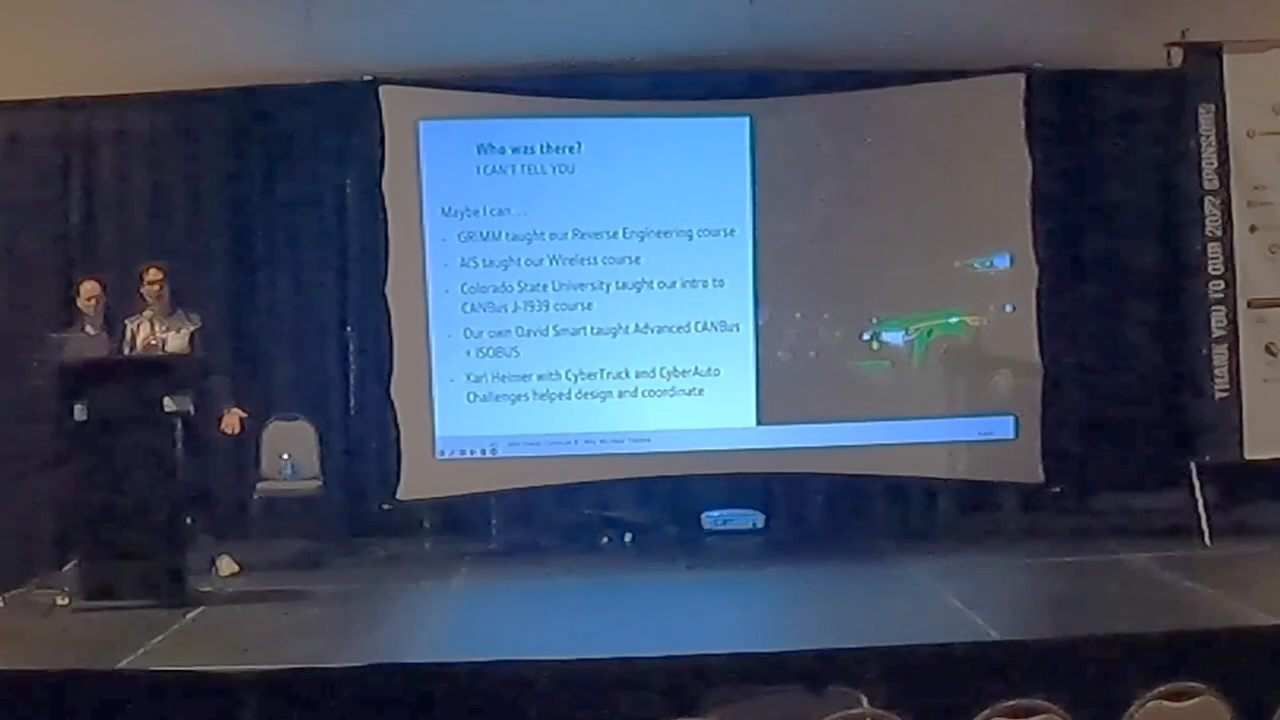 Who was there?
I CAN'T TELL YOU
Maybe I can...
- GRIMM taught our Reverse Engineering course
- AIS taught our Wireless course
- Colorado State University taught our intro to
CANBus J-1939 course
- Our own David Smart taught Advanced CANBus
+ ISOBUS
- Karl Heimer with CyberTruck and CyberAuto
Challenges helped design and coordinate
THANK YOU TO OUR 2022 SPONSORS